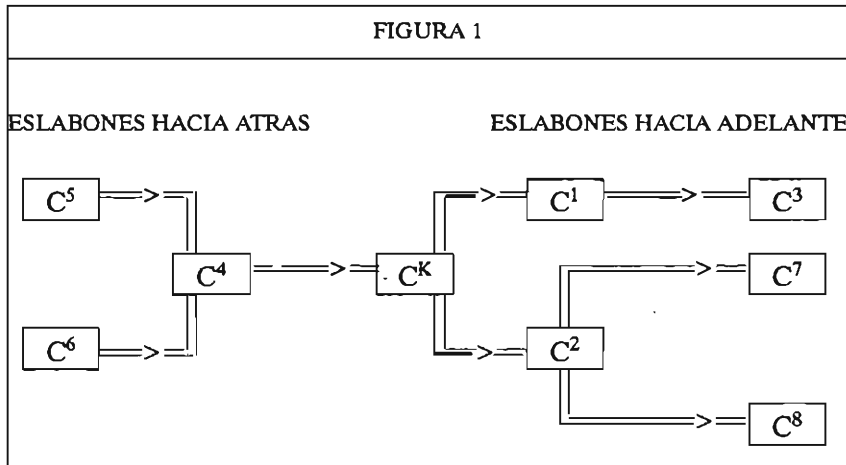 FIGURA 1
ESLABONES HACIA ATRAS ESLABONES HACIA ADELANTE
C⁵ C¹ C³
C⁴ Cᴷ C⁷
C⁶ C²
C⁸